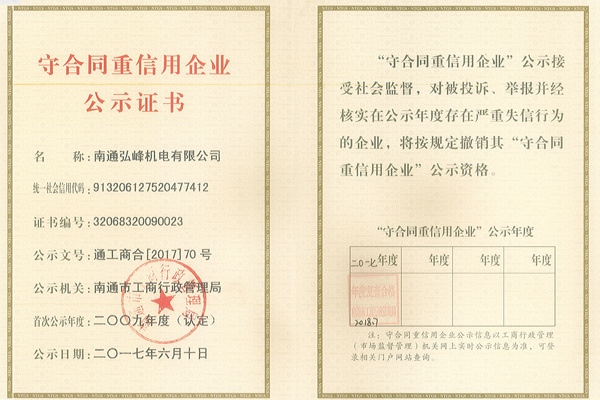 守合同重信用企业
公示证书
名 称：南通弘峰机电有限公司
统一社会信用代码：913206127520477412
证书编号：32068320090023
公示文号：通工商合[2017]70 号
公示机关：南通市工商行政管理局
首次公示年度：二〇〇九年度（认定）
公示日期：二〇一七年六月十日
“守合同重信用企业”公示接
受社会监督，对被投诉、举报并经
核实在公示年度存在严重失信行为
的企业，将按规定撤销其“守合同
重信用企业”公示资格。
“守合同重信用企业”公示年度
二〇一七年度 年度 年度 年度
2018.7
注：守合同重信用企业公示信息以工商行政管理
（市场监督管理）机关网上实时公示信息为准，可登
录相关门户网站查询。